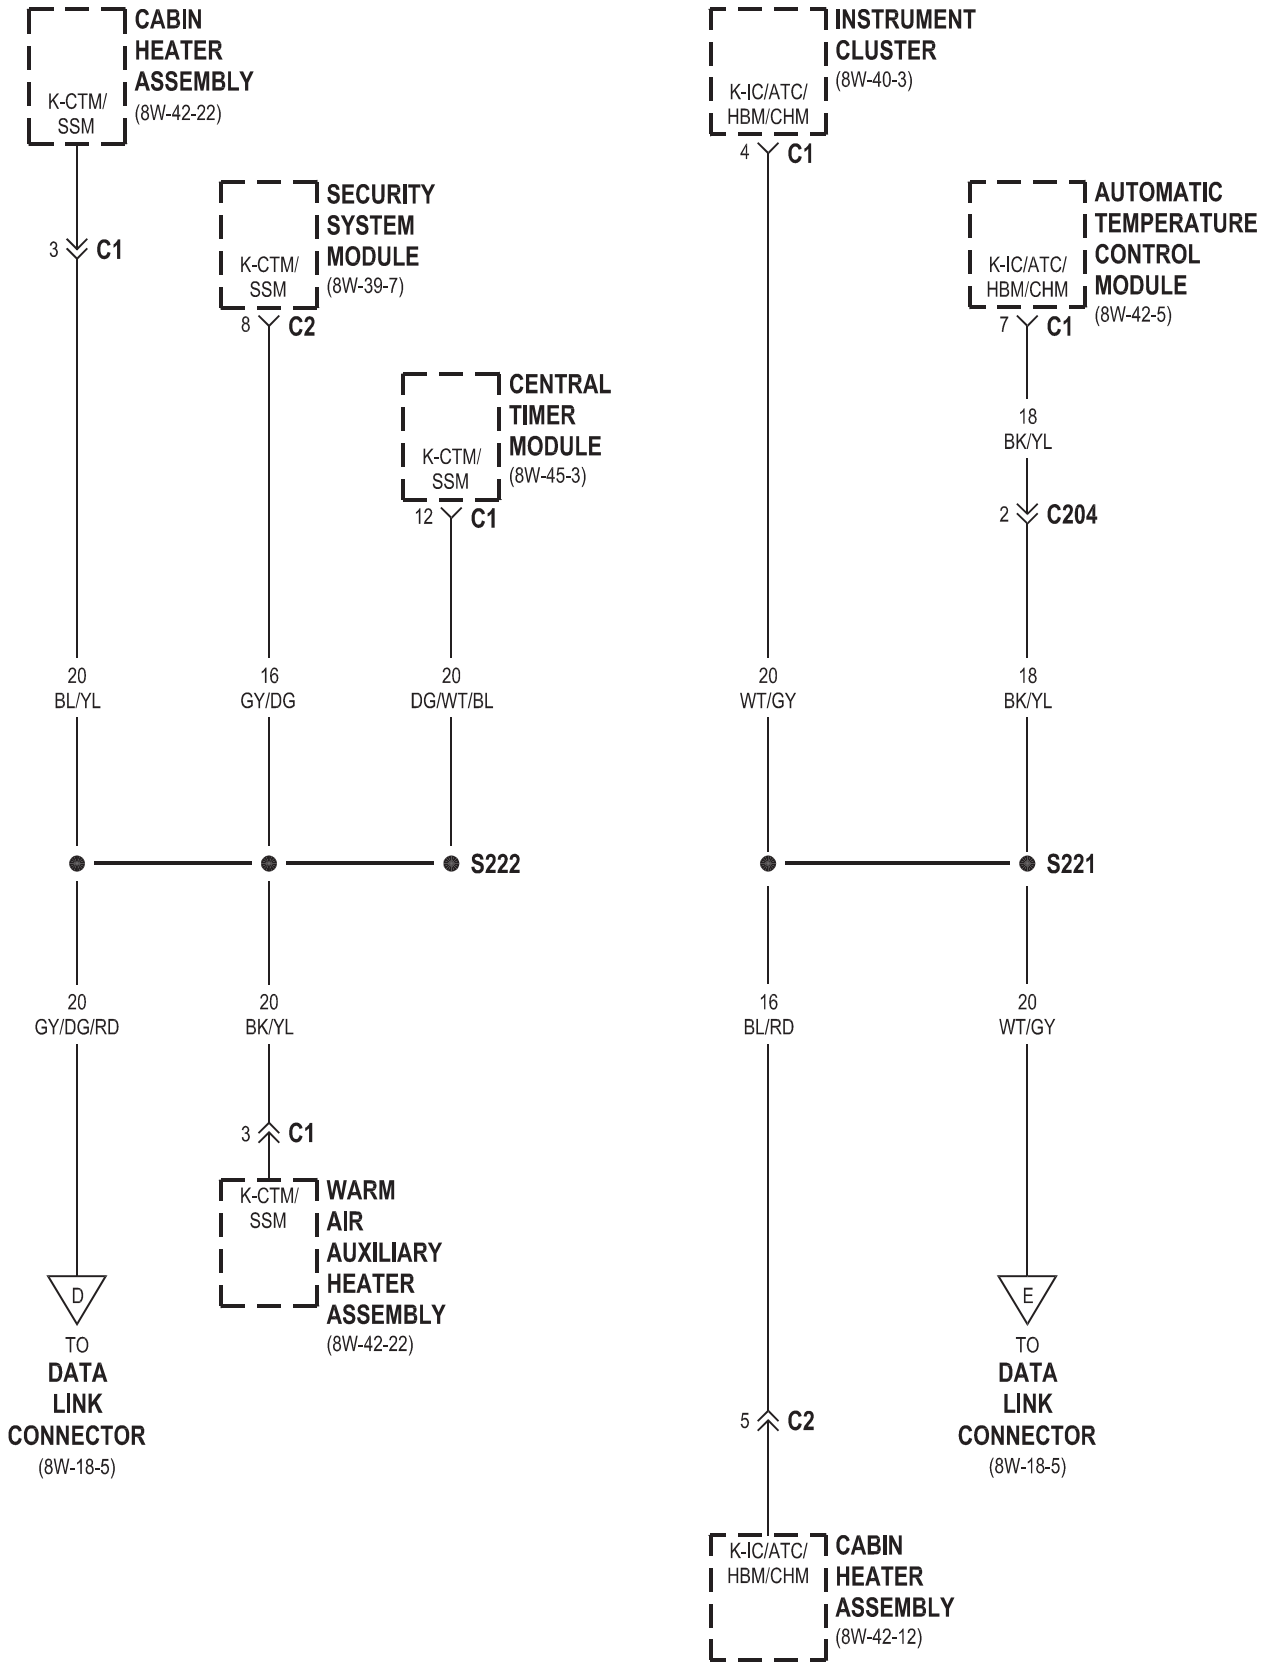 CABIN
HEATER
ASSEMBLY
(8W-42-22)
K-CTM/
SSM
3 C1
SECURITY
SYSTEM
MODULE
(8W-39-7)
K-CTM/
SSM
8 C2
CENTRAL
TIMER
MODULE
(8W-45-3)
K-CTM/
SSM
12 C1
20
BL/YL
16
GY/DG
20
DG/WT/BL
S222
20
GY/DG/RD
20
BK/YL
3 C1
K-CTM/
SSM
WARM
AIR
AUXILIARY
HEATER
ASSEMBLY
(8W-42-22)
D
TO
DATA
LINK
CONNECTOR
(8W-18-5)
INSTRUMENT
CLUSTER
(8W-40-3)
K-IC/ATC/
HBM/CHM
4 C1
AUTOMATIC
TEMPERATURE
CONTROL
MODULE
(8W-42-5)
K-IC/ATC/
HBM/CHM
7 C1
18
BK/YL
2 C204
20
WT/GY
18
BK/YL
S221
16
BL/RD
20
WT/GY
E
TO
DATA
LINK
CONNECTOR
(8W-18-5)
5 C2
K-IC/ATC/
HBM/CHM
CABIN
HEATER
ASSEMBLY
(8W-42-12)